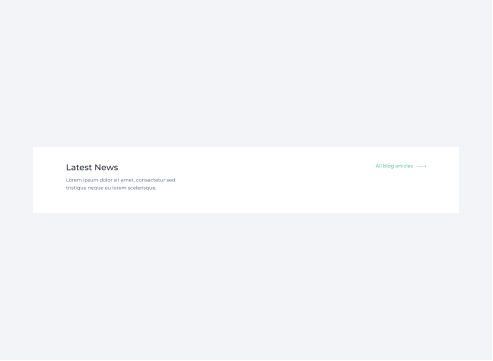 Latest News
All blog articles
Lorem ipsum dolor sit amet, consectetur sed
tristique neque eu lorem scelerisque.